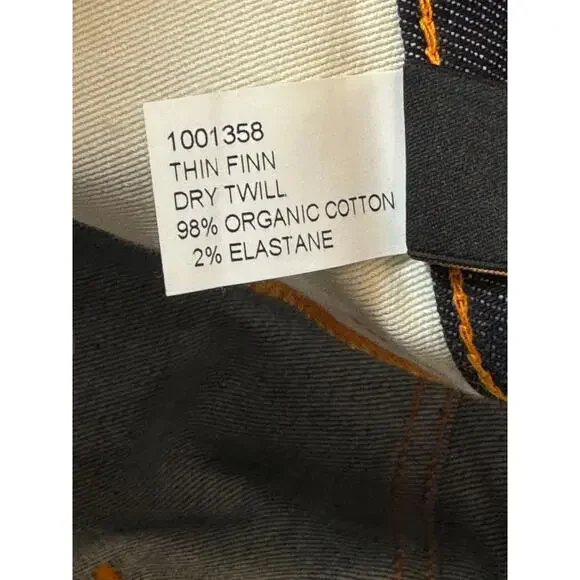 1001358
THIN FINN
DRY TWILL
98% ORGANIC COTTON
2% ELASTANE